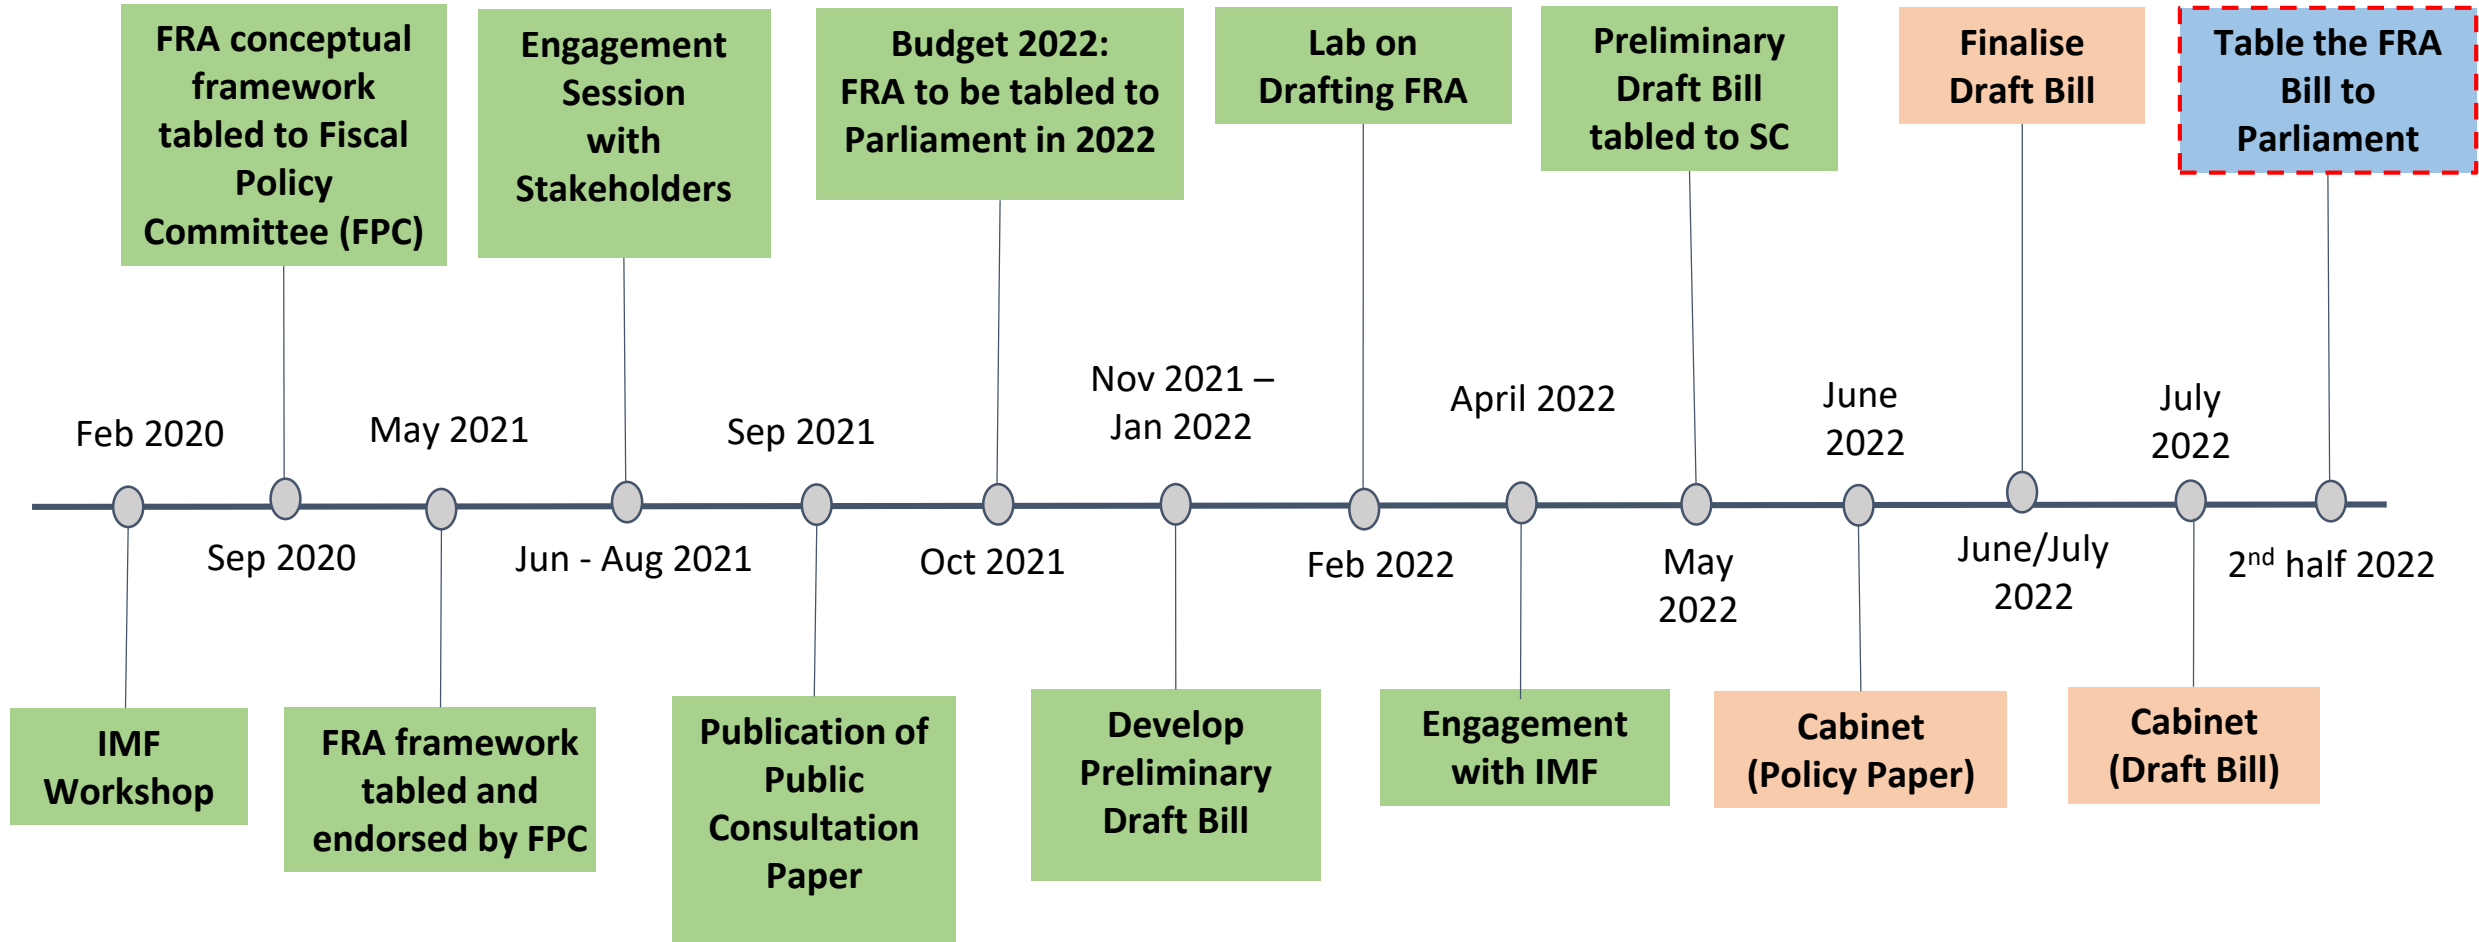 FRA conceptual
framework
tabled to Fiscal
Policy
Committee (FPC)
Engagement
Session
with
Stakeholders
Budget 2022:
FRA to be tabled to
Parliament in 2022
Lab on
Drafting FRA
Preliminary
Draft Bill
tabled to SC
Finalise
Draft Bill
Table the FRA
Bill to
Parliament
Feb 2020
May 2021
Sep 2021
Nov 2021 –
Jan 2022
April 2022
June
2022
July
2022
Sep 2020
Jun - Aug 2021
Oct 2021
Feb 2022
May
2022
June/July
2022
2nd half 2022
IMF
Workshop
FRA framework
tabled and
endorsed by FPC
Publication of
Public
Consultation
Paper
Develop
Preliminary
Draft Bill
Engagement
with IMF
Cabinet
(Policy Paper)
Cabinet
(Draft Bill)